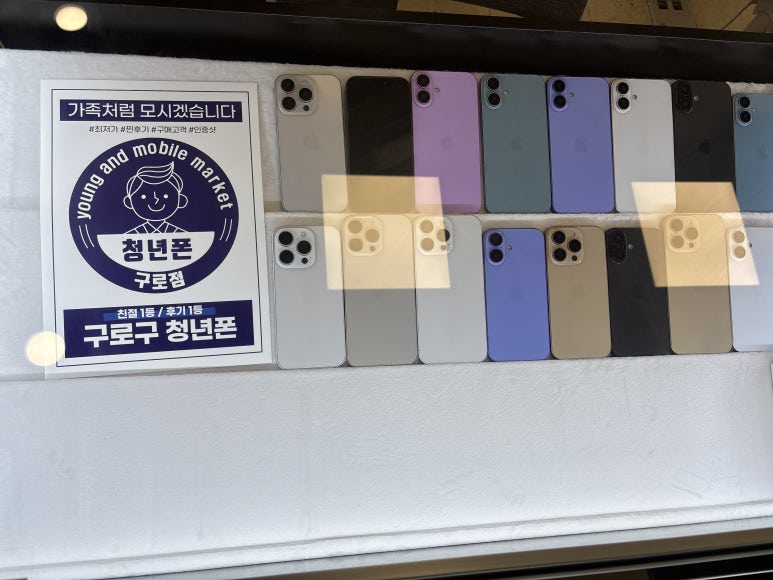 가족처럼 모시겠습니다
#최저가 #찐후기 #구매고객 #인증샷
young and mobile market
청년폰
구로점
친절 1등 / 후기 1등
구로구 청년폰